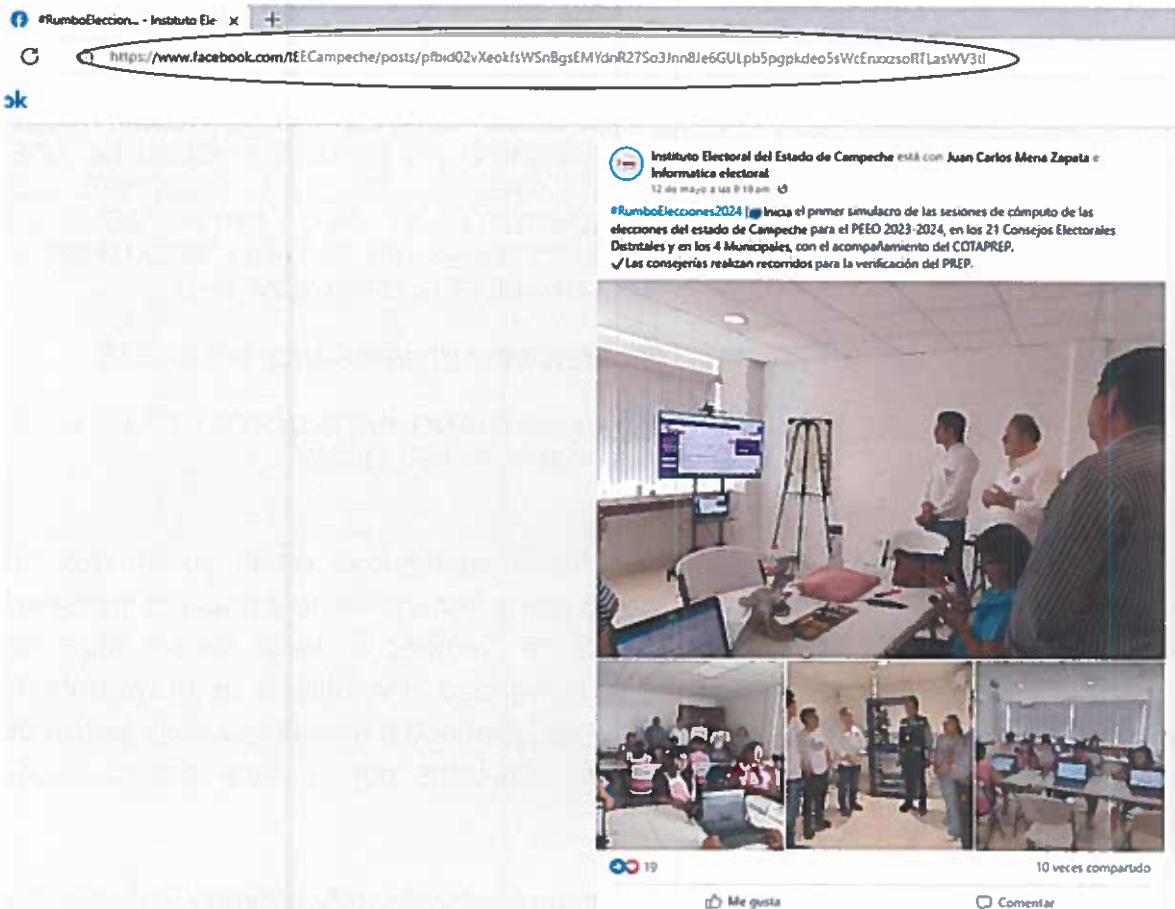 #RumboEleccion... - Instituto Ele x +
https://www.facebook.com/IEECampeche/posts/
ok
Instituto Electoral del Estado de Campeche está con Juan Carlos Mena Zapata e
Informatica electoral.
12 de mayo a las 9:18 am
#RumboElecciones2024 | Inicia el primer simulacro de las sesiones de cómputo de las
elecciones del estado de Campeche para el PEEO 2023-2024, en los 21 Consejos Electorales
Distritales y en los 4 Municipales, con el acompañamiento del COTAPREP.
✓ Las consejerías realizan recorridos para la verificación del PREP.
19
10 veces compartido
Me gusta
Comentar